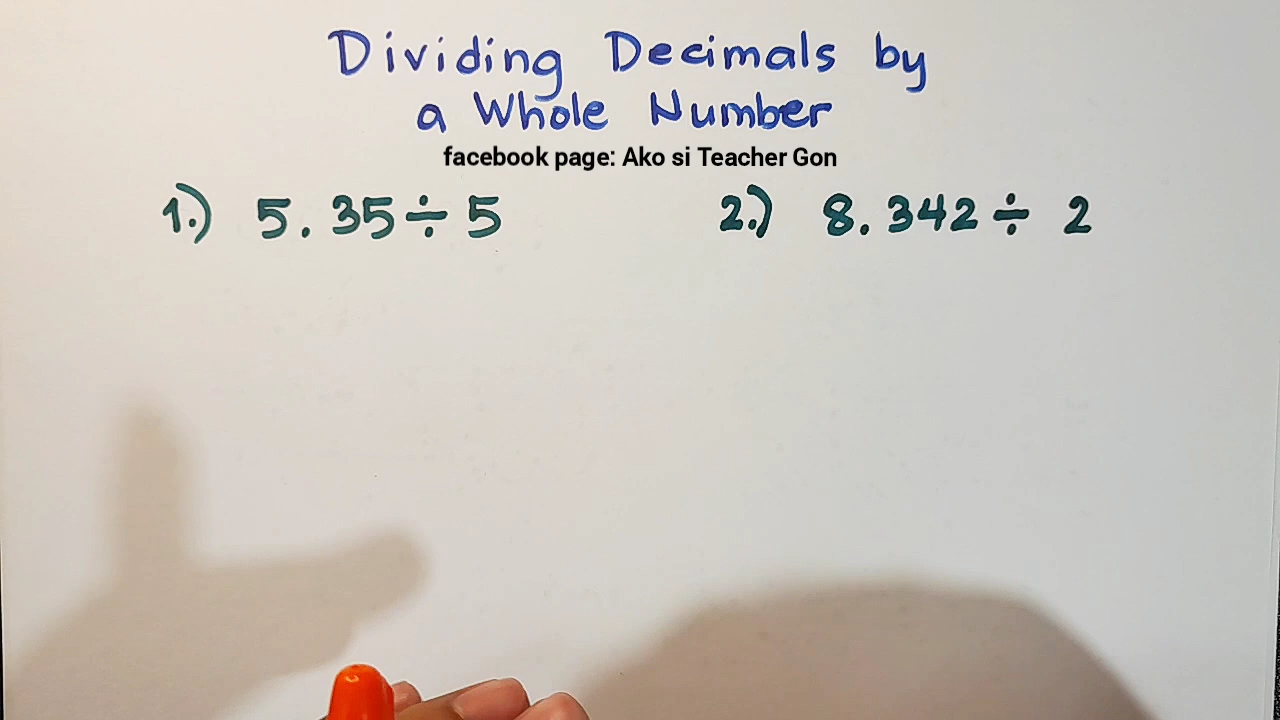 Dividing Decimals by
a Whole Number
facebook page: Ako si Teacher Gon
1.) 5.35÷5
2.) 8.342÷ 2